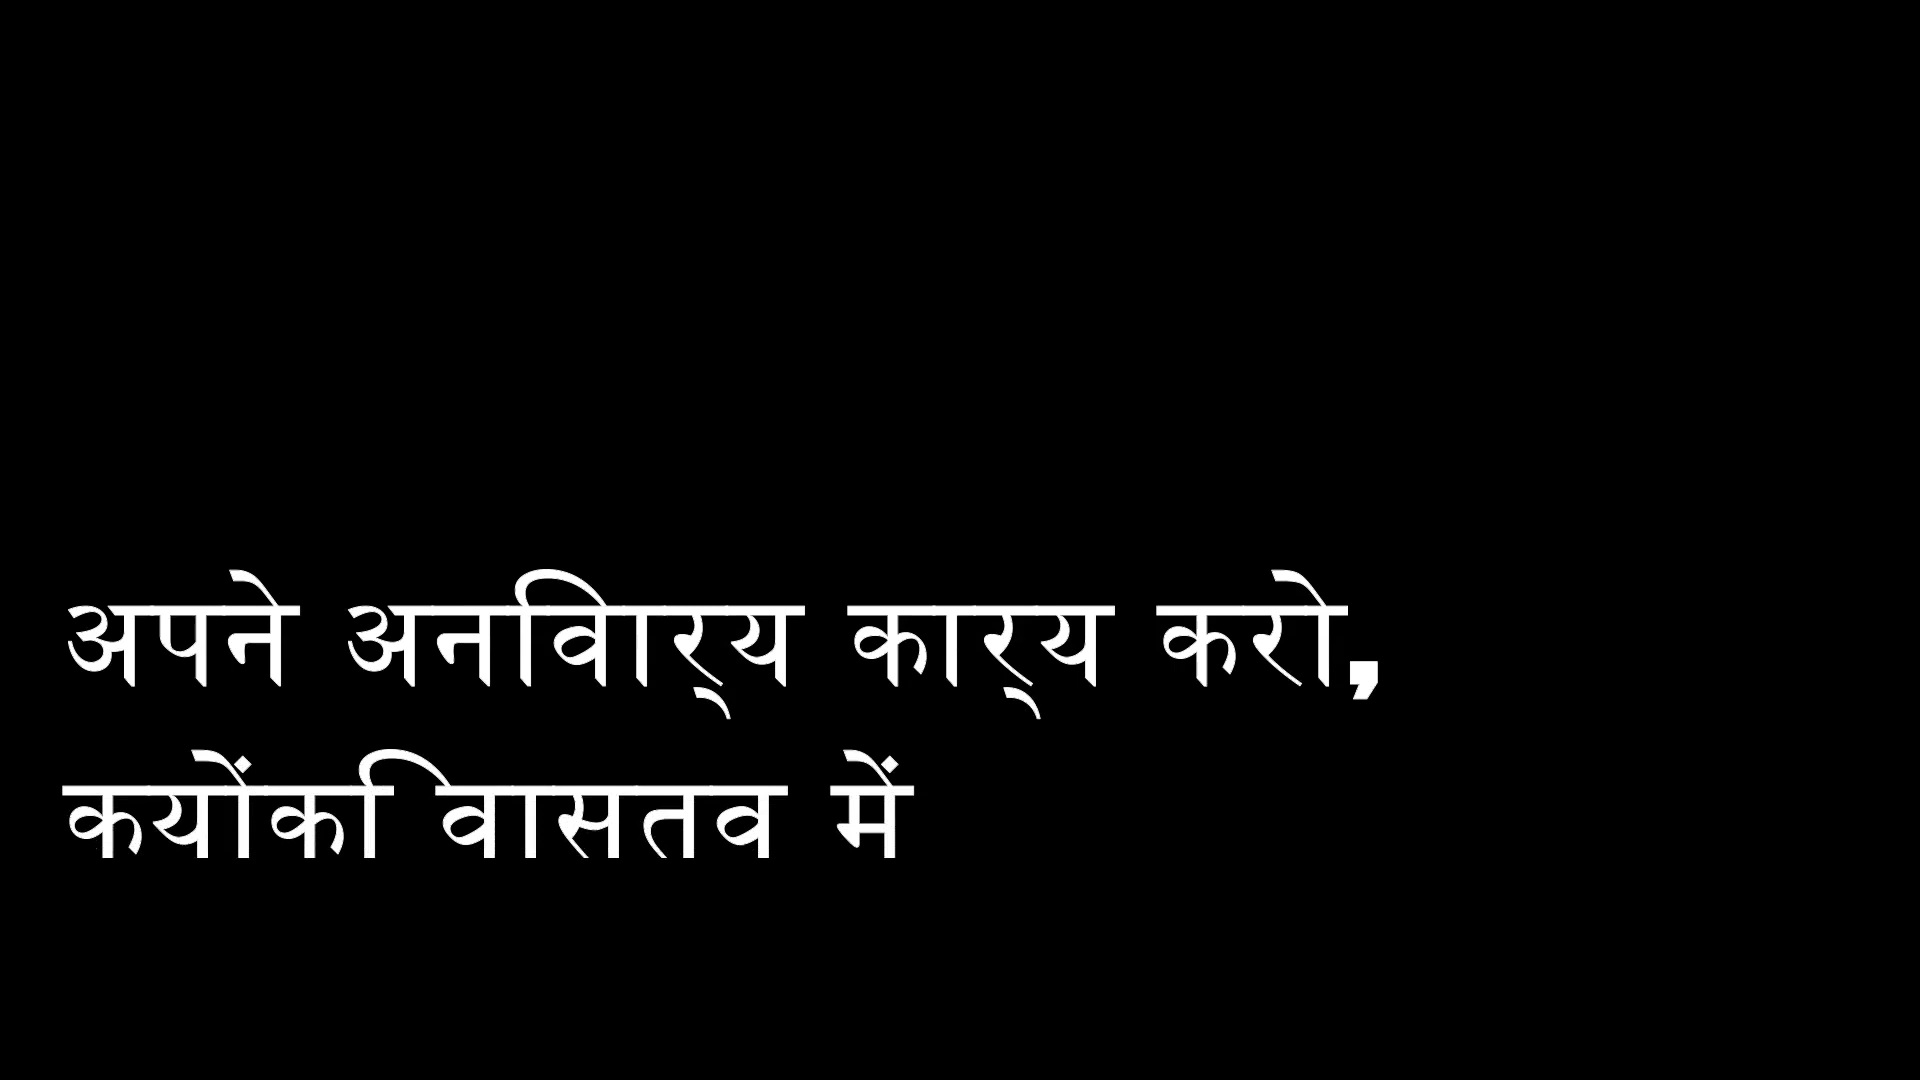 अपने अनिवार्य कार्य करो,
क्योंकि वास्तव में